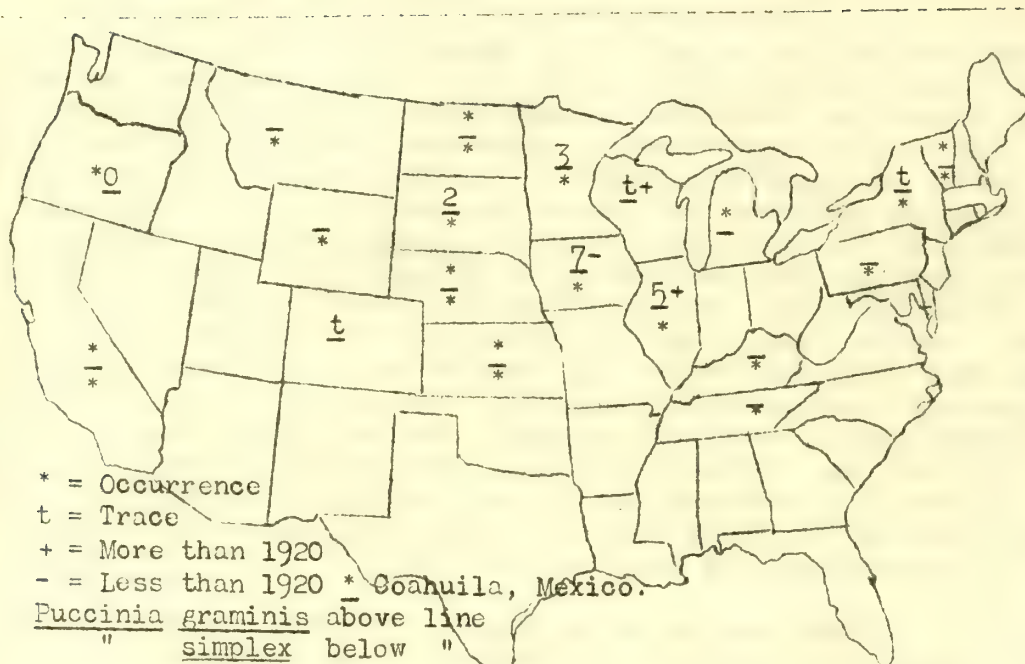 *
*
*
*
*
3
*
t
*
*0
2
*
t+
*
*
*
*
*
7-
*
5+
*
t
*
*
*
*
*
*
* = Occurrence
t = Trace
+ = More than 1920
- = Less than 1920 * Coahuila, Mexico.
Puccinia graminis above line
" simplex below "